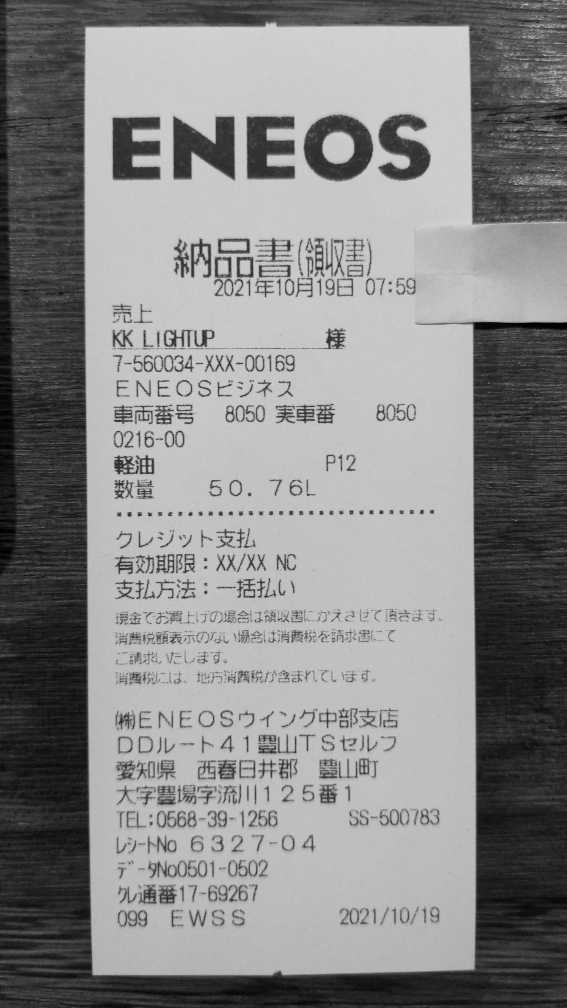 ENEOS
納品書(領収書)
2021年10月19日 07:59
売上
KK LIGHTUP 様
7-560034-XXX-00169
ENEOSビジネス
車両番号 8050 実車番 8050
0216-00
軽油 P12
数量 50.76L
クレジット支払
有効期限：XX/XX NC
支払方法：一括払い
現金でお買上げの場合は領収書にかえさせて頂きます。
消費税額表示のない場合は消費税を請求書にて
ご請求いたします。
消費税には、地方消費税が含まれています。
㈱ENEOSウイング中部支店
DDルート41豊山TSセルフ
愛知県 西春日井郡 豊山町
大字豊場字流川125番1
TEL:0568-39-1256 SS-500783
ﾚｼｰﾄNo 6327-04
ﾃﾞｰﾀNo0501-0502
ｸﾚ通番17-69267
099 EWSS 2021/10/19